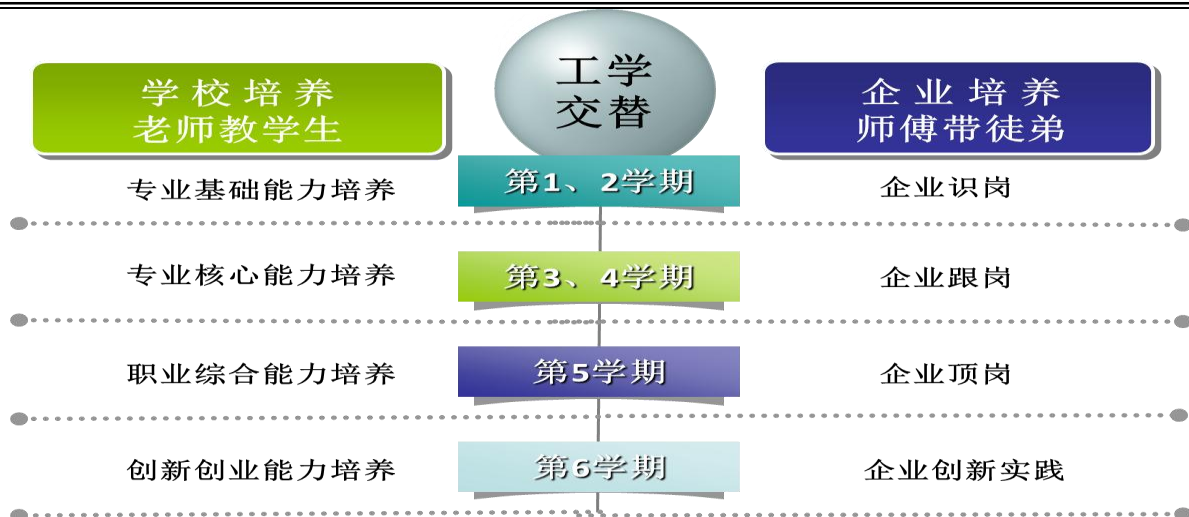 工学
交替
学校培养
老师教学生
企业培养
师傅带徒弟
专业基础能力培养
第1、2学期
企业识岗
专业核心能力培养
第3、4学期
企业跟岗
职业综合能力培养
第5学期
企业顶岗
创新创业能力培养
第6学期
企业创新实践